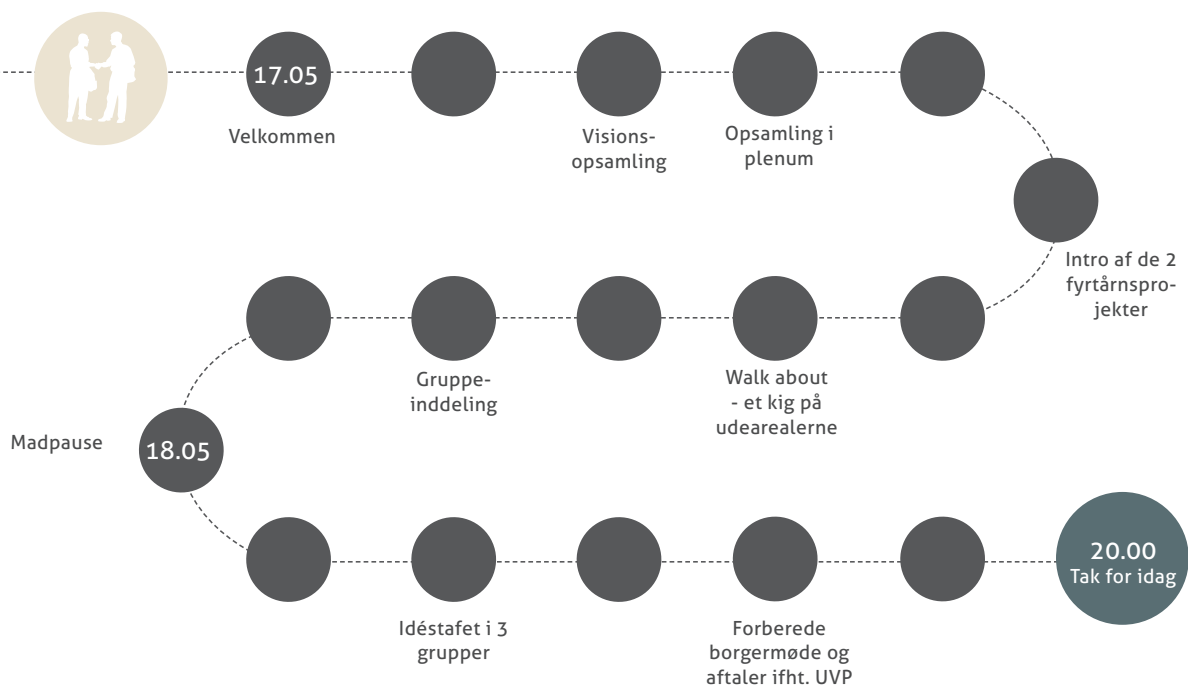 17.05
Velkommen
Visions-
opsamling
Opsamling i
plenum
Intro af de 2
fyrtårnspro-
jekter
Walk about
- et kig på
udearealerne
Gruppe-
inddeling
Madpause
18.05
Idéstafet i 3
grupper
Forberede
borgermøde og
aftaler ifht. UVP
20.00
Tak for idag